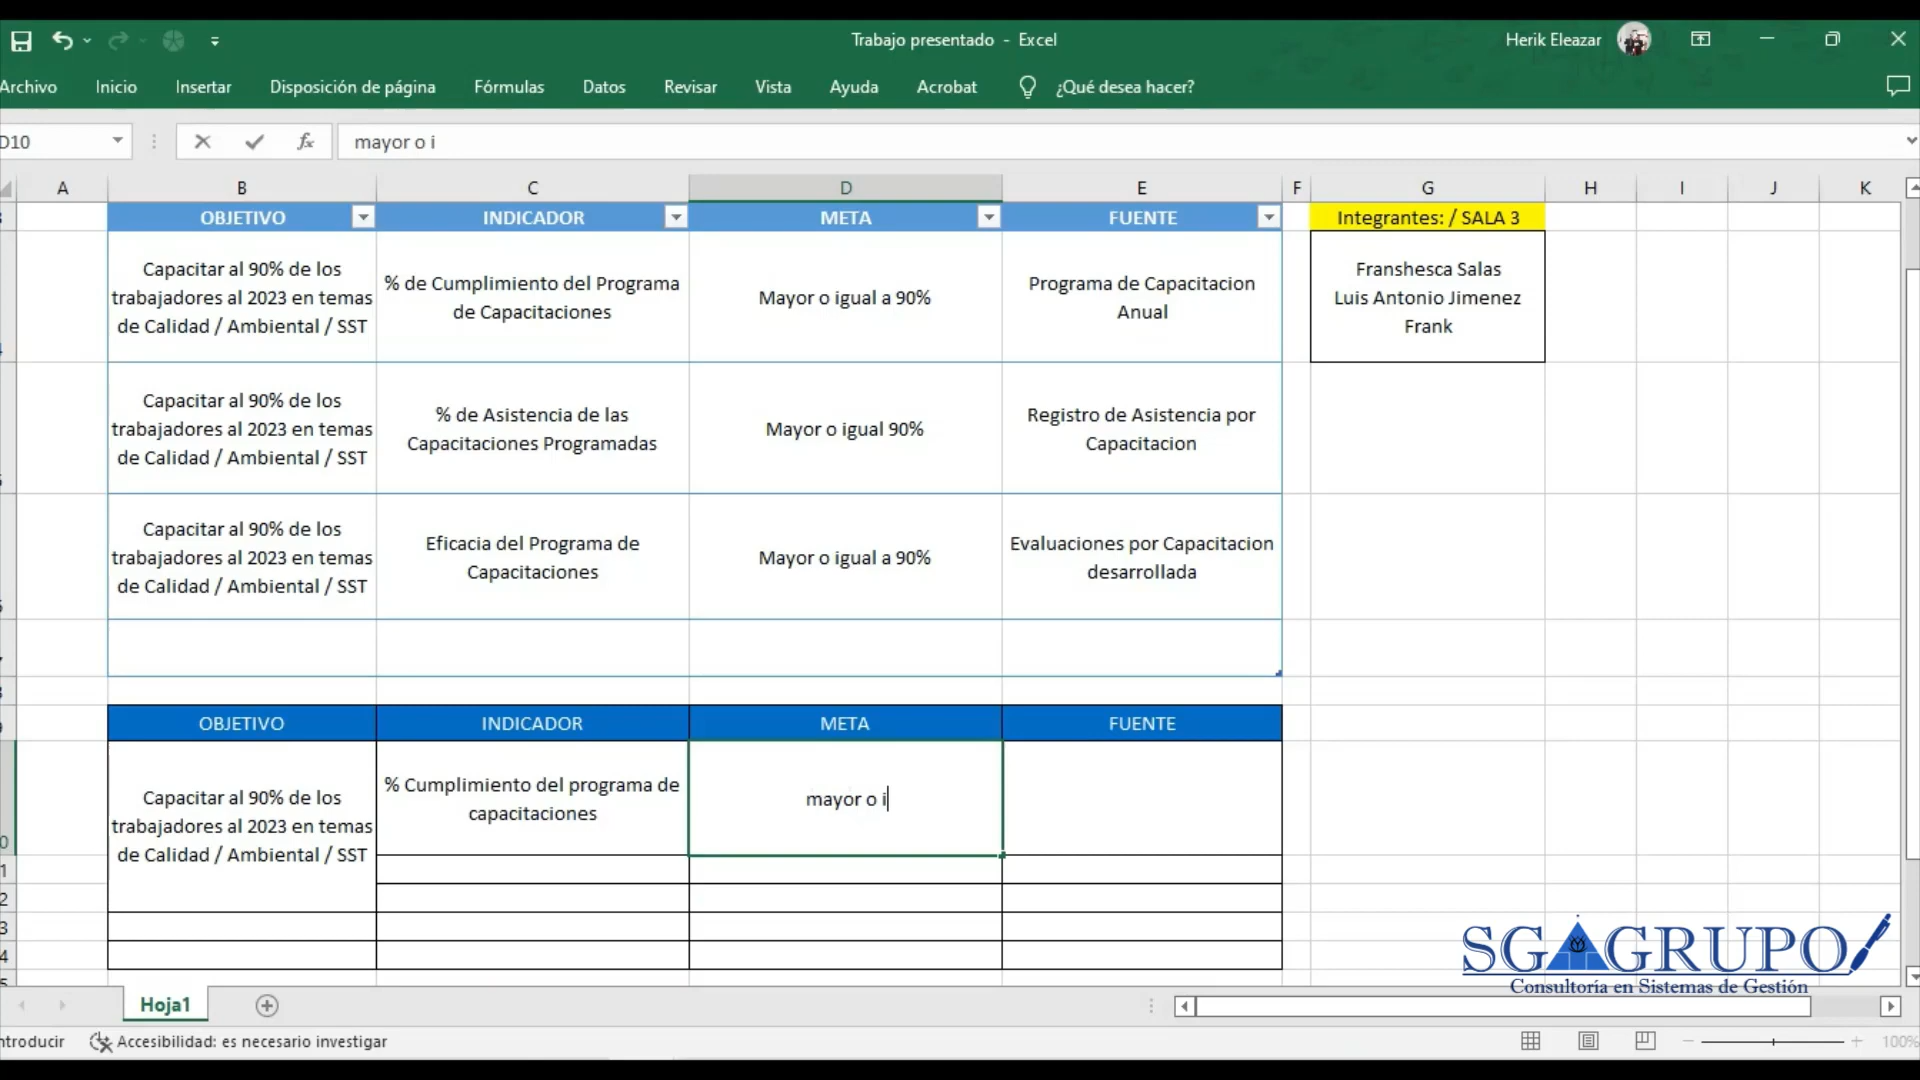 Trabajo presentado - Excel
Herik Eleazar
Archivo
Inicio
Insertar
Disposición de página
Fórmulas
Datos
Revisar
Vista
Ayuda
Acrobat
¿Qué desea hacer?
D10
fx
mayor o i
A
B
C
D
E
F
G
H
I
J
K
OBJETIVO
INDICADOR
META
FUENTE
Integrantes: / SALA 3
Capacitar al 90% de los
trabajadores al 2023 en temas
de Calidad / Ambiental / SST
% de Cumplimiento del Programa
de Capacitaciones
Mayor o igual a 90%
Programa de Capacitacion
Anual
Franshesca Salas
Luis Antonio Jimenez
Frank
Capacitar al 90% de los
trabajadores al 2023 en temas
de Calidad / Ambiental / SST
% de Asistencia de las
Capacitaciones Programadas
Mayor o igual 90%
Registro de Asistencia por
Capacitacion
Capacitar al 90% de los
trabajadores al 2023 en temas
de Calidad / Ambiental / SST
Eficacia del Programa de
Capacitaciones
Mayor o igual a 90%
Evaluaciones por Capacitacion
desarrollada
OBJETIVO
INDICADOR
META
FUENTE
Capacitar al 90% de los
trabajadores al 2023 en temas
de Calidad / Ambiental / SST
% Cumplimiento del programa de
capacitaciones
mayor o i
SGAGRUPO
Consultoría en Sistemas de Gestión
Hoja1
ntroducir
Accesibilidad: es necesario investigar
100%